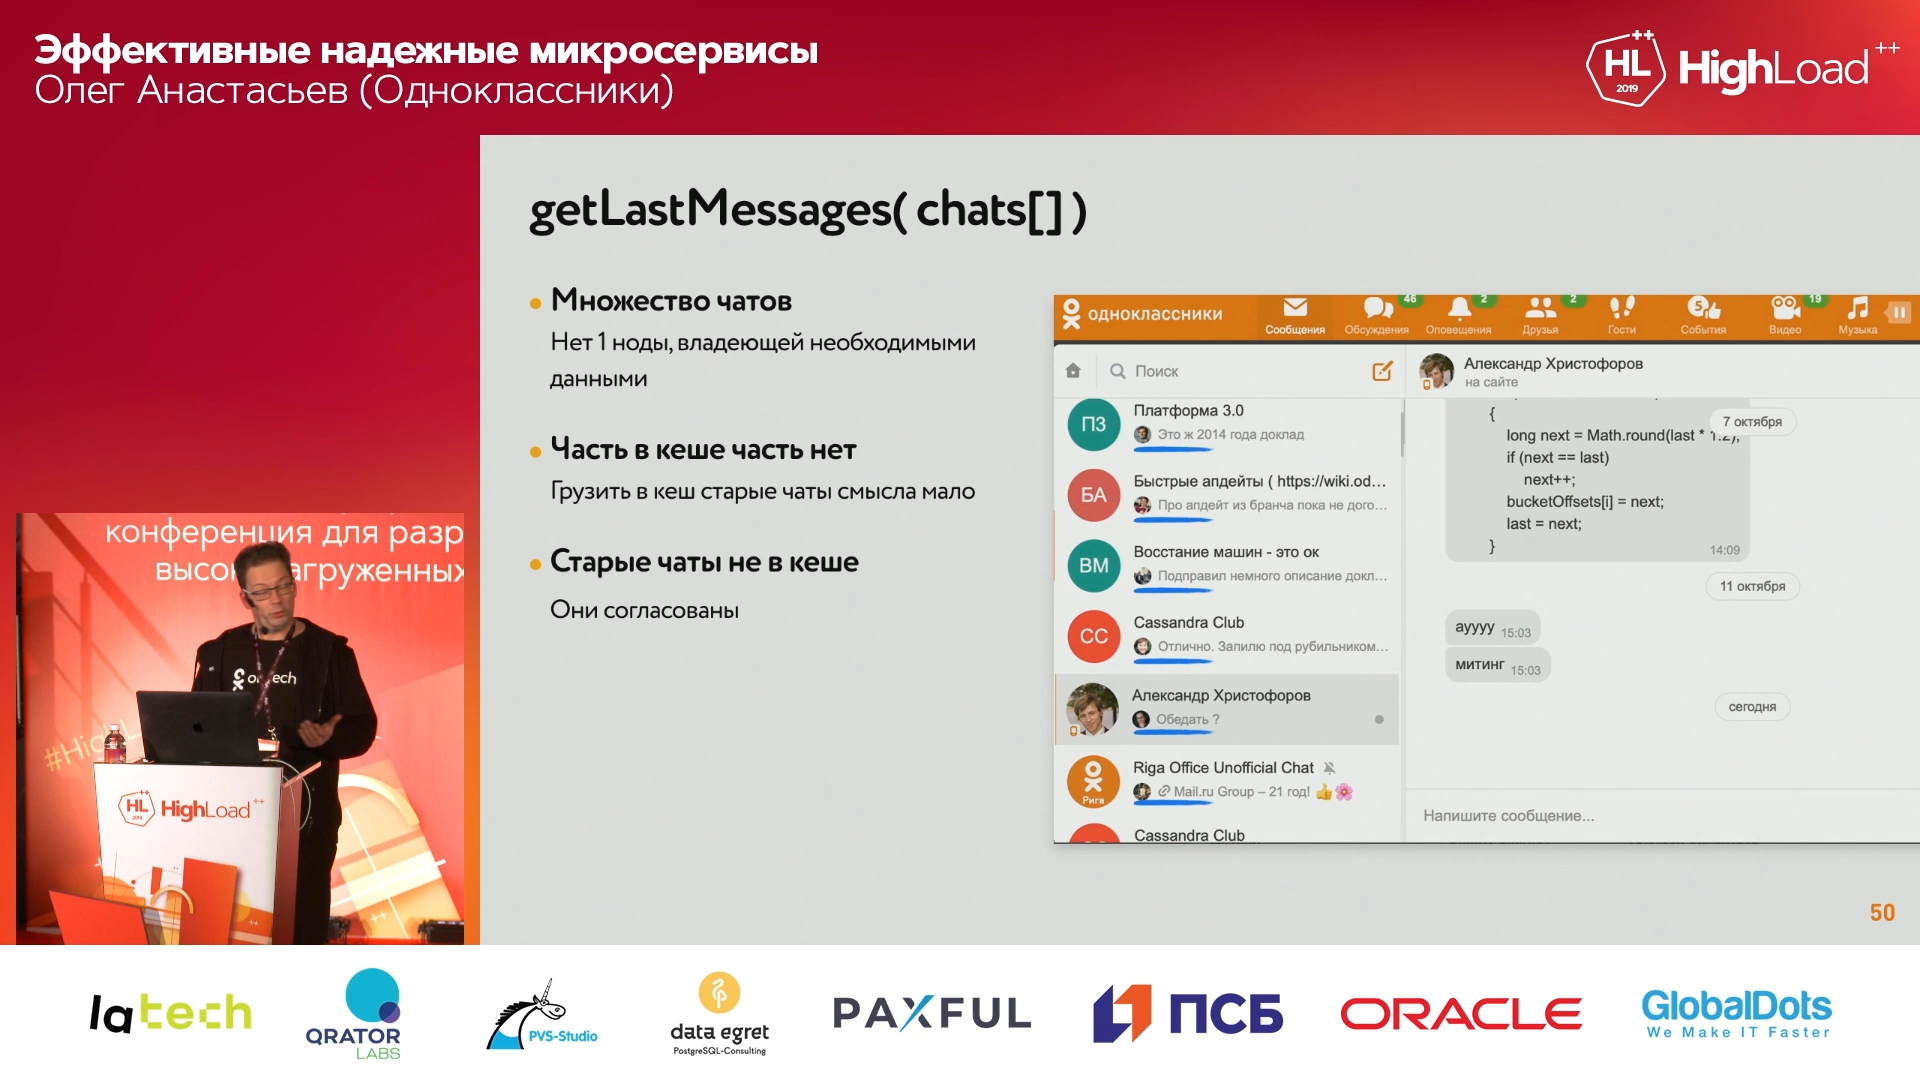 Эффективные надежные микросервисы
Олег Анастасьев (Одноклассники)
HL
++
2019
HighLoad++
getLastMessages( chats[] )
Множество чатов
Нет 1 ноды, владеющей необходимыми
данными
Часть в кеше часть нет
Грузить в кеш старые чаты смысла мало
Старые чаты не в кеше
Они согласованы
одноклассники
Сообщения
46
Обсуждения
2
Оповещения
2
Друзья
Гости
5
События
19
Видео
Музыка
Поиск
Александр Христофоров
на сайте
ПЗ
Платформа 3.0
Это ж 2014 года доклад
БА
Быстрые апдейты ( https://wiki.od...
Про апдейт из бранча пока не дого...
ВМ
Восстание машин - это ок
Подправил немного описание докл...
CC
Cassandra Club
Отлично. Запилю под рубильником...
Александр Христофоров
Обедать ?
Рига
Riga Office Unofficial Chat
Mail.ru Group – 21 год! 👍🌸
Cassandra Club
{
7 октября
long next = Math.round(last * 1.2);
if (next == last)
next++;
bucketOffsets[i] = next;
last = next;
}
14:09
11 октября
ауууу 15:03
митинг 15:03
сегодня
Напишите сообщение...
50
конференция для разр
высоконагруженных
#HighL
HL
2019
HighLoad++
latech
QRATOR
LABS
PVS-Studio
data egret
PostgreSQL-Consulting
PAXFUL
ПСБ
ORACLE
GlobalDots
We Make IT Faster